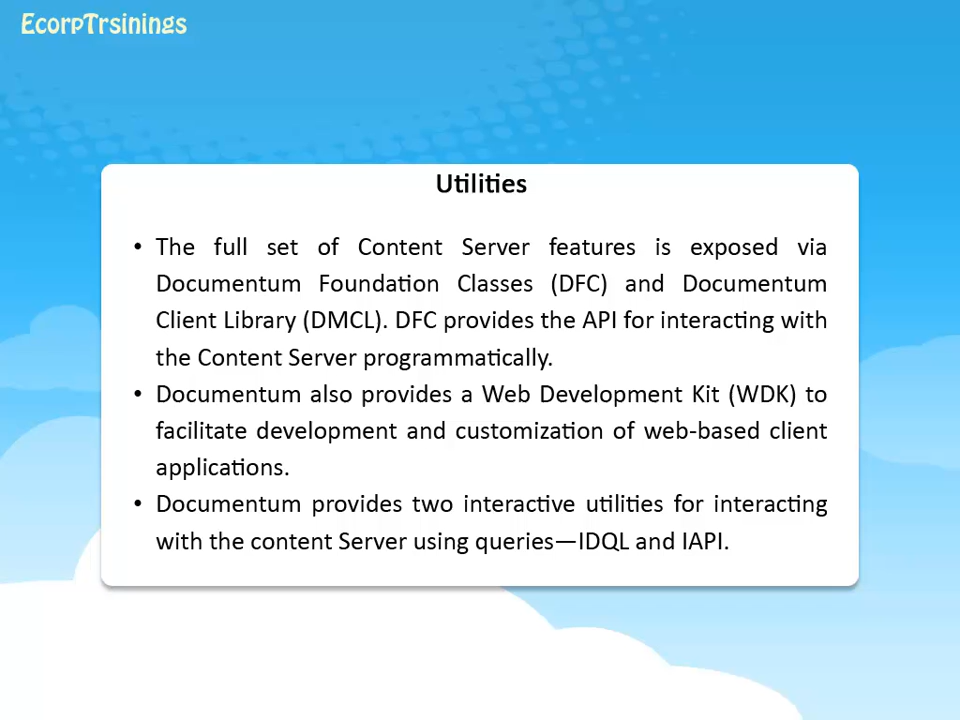 EcorpTrsinings
Utilities
• The full set of Content Server features is exposed via
Documentum Foundation Classes (DFC) and Documentum
Client Library (DMCL). DFC provides the API for interacting with
the Content Server programmatically.
• Documentum also provides a Web Development Kit (WDK) to
facilitate development and customization of web-based client
applications.
• Documentum provides two interactive utilities for interacting
with the content Server using queries—IDQL and IAPI.